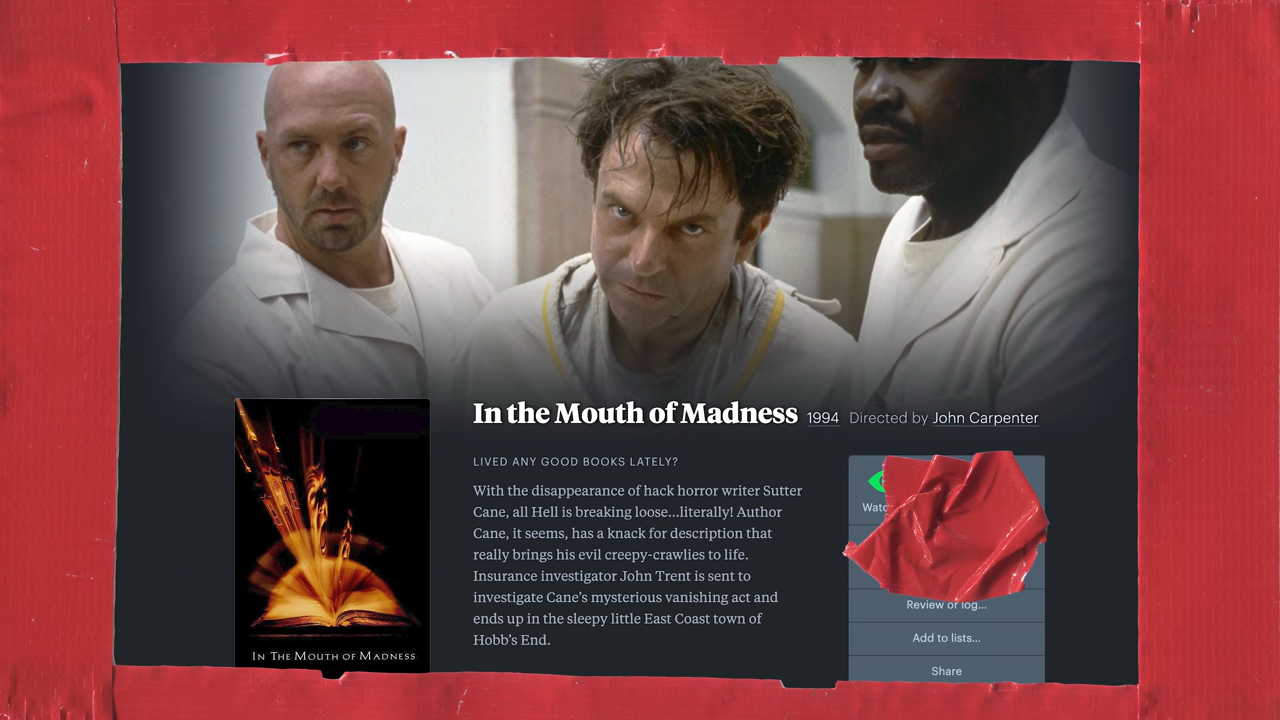 In the Mouth of Madness 1994 Directed by John Carpenter
LIVED ANY GOOD BOOKS LATELY?
With the disappearance of hack horror writer Sutter
Cane, all Hell is breaking loose...literally! Author
Cane, it seems, has a knack for description that
really brings his evil creepy-crawlies to life.
Insurance investigator John Trent is sent to
investigate Cane’s mysterious vanishing act and
ends up in the sleepy little East Coast town of
Hobb’s End.
IN THE MOUTH OF MADNESS
Review or log...
Add to lists...
Share